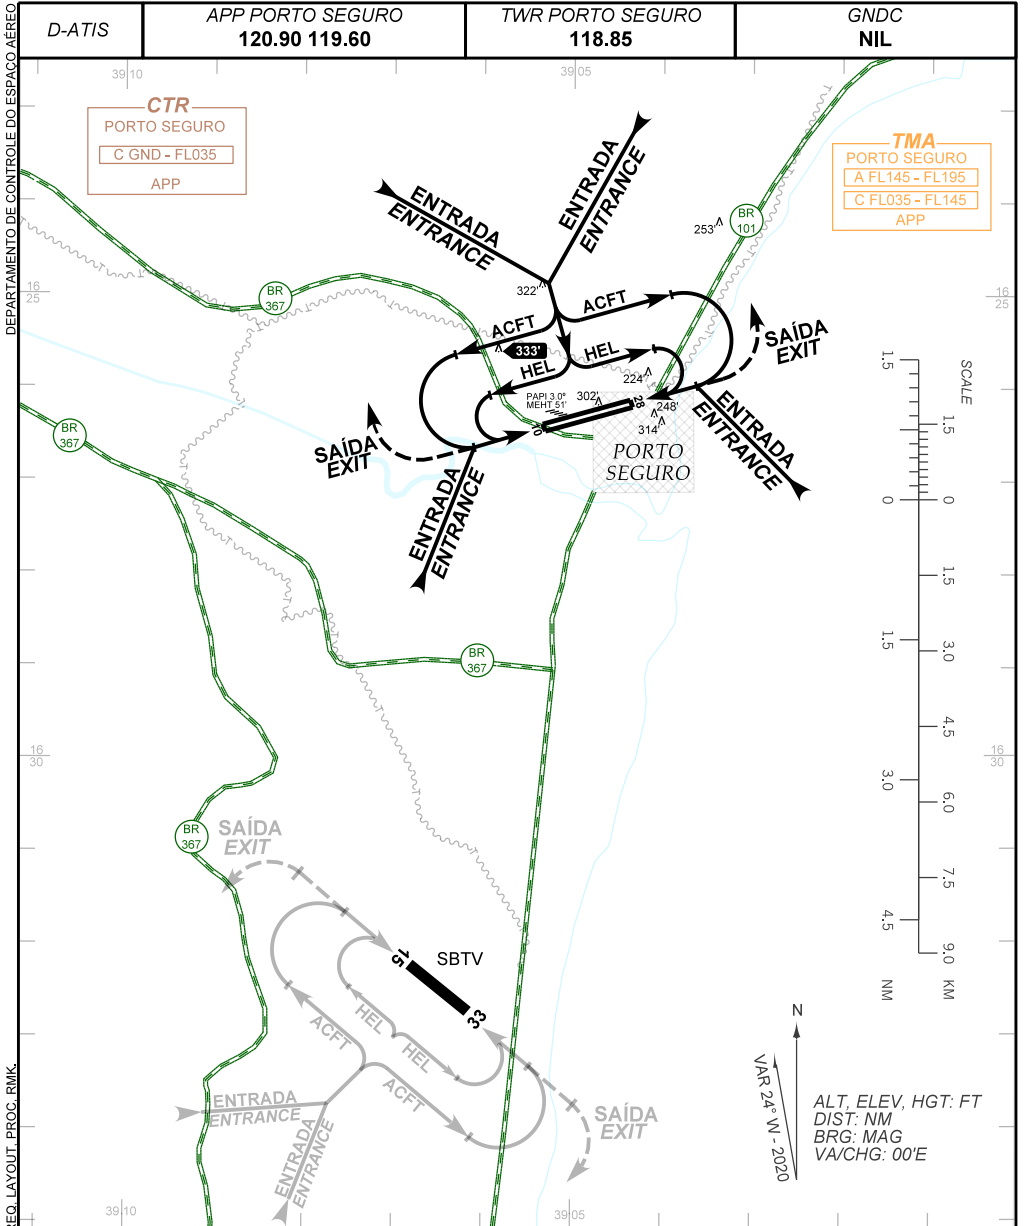 D-ATIS
APP PORTO SEGURO
120.90 119.60
TWR PORTO SEGURO
118.85
GNDC
NIL
DEPARTAMENTO DE CONTROLE DO ESPAÇO AÉREO
39 10
39 05
CTR
PORTO SEGURO
C GND - FL035
APP
TMA
PORTO SEGURO
A FL145 - FL195
C FL035 - FL145
APP
ENTRADA
ENTRANCE
ENTRADA
ENTRANCE
BR
101
253'
16
25
BR
367
322'
16
25
ACFT
ACFT
333'
HEL
HEL
SAÍDA
EXIT
224'
PAPI 3.0°
MEHT 51'
302'
28
10
248'
314'
BR
367
SAÍDA
EXIT
PORTO
SEGURO
ENTRADA
ENTRANCE
ENTRADA
ENTRANCE
SCALE
1.5
1.5
0
0
1.5
1.5
3.0
4.5
3.0
6.0
7.5
4.5
9.0
NM
KM
BR
367
16
30
16
30
BR
367
SAÍDA
EXIT
15
SBTV
33
ACFT
HEL
HEL
ACFT
ENTRADA
ENTRANCE
ENTRADA
ENTRANCE
SAÍDA
EXIT
N
VAR 24° W - 2020
ALT, ELEV, HGT: FT
DIST: NM
BRG: MAG
VA/CHG: 00'E
39 10
39 05
REQ, LAYOUT, PROC, RMK.